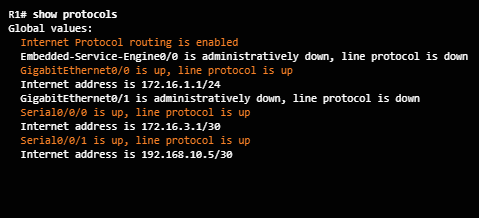 R1# show protocols
Global values:
Internet Protocol routing is enabled
Embedded-Service-Engine0/0 is administratively down, line protocol is down
GigabitEthernet0/0 is up, line protocol is up
Internet address is 172.16.1.1/24
GigabitEthernet0/1 is administratively down, line protocol is down
Serial0/0/0 is up, line protocol is up
Internet address is 172.16.3.1/30
Serial0/0/1 is up, line protocol is up
Internet address is 192.168.10.5/30